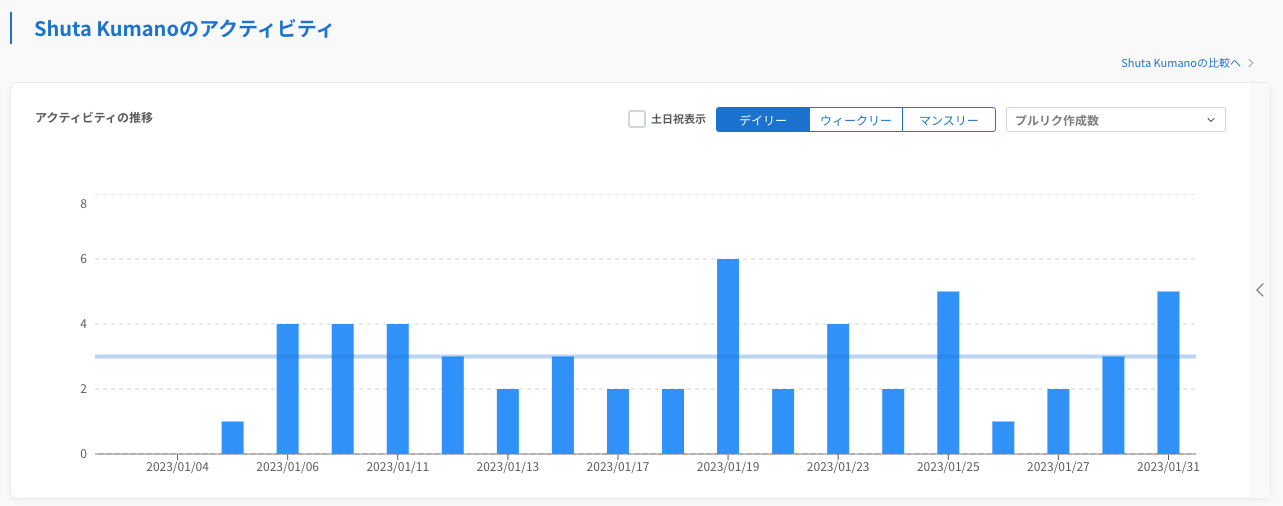 Shuta Kumanoのアクティビティ
Shuta Kumanoの比較へ
アクティビティの推移
土日祝表示
デイリー
ウィークリー
マンスリー
プルリク作成数
8
6
4
2
0
2023/01/04
2023/01/06
2023/01/11
2023/01/13
2023/01/17
2023/01/19
2023/01/23
2023/01/25
2023/01/27
2023/01/31